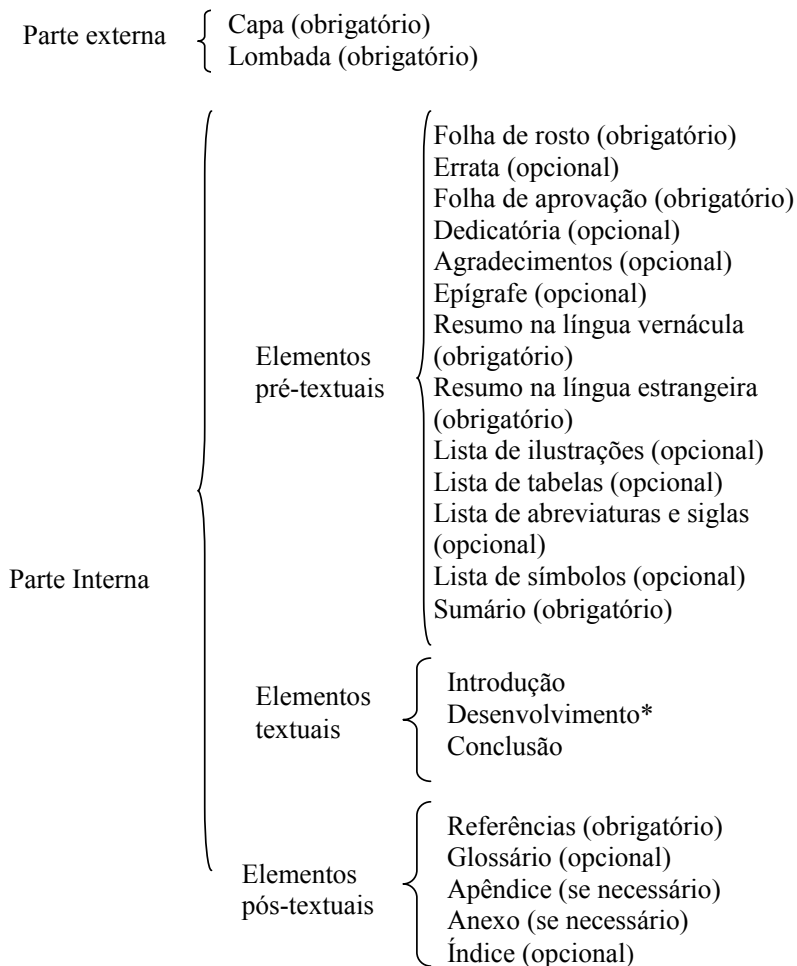 Parte externa
Capa (obrigatório)
Lombada (obrigatório)
Parte Interna
Elementos
pré-textuais
Folha de rosto (obrigatório)
Errata (opcional)
Folha de aprovação (obrigatório)
Dedicatória (opcional)
Agradecimentos (opcional)
Epígrafe (opcional)
Resumo na língua vernácula
(obrigatório)
Resumo na língua estrangeira
(obrigatório)
Lista de ilustrações (opcional)
Lista de tabelas (opcional)
Lista de abreviaturas e siglas
(opcional)
Lista de símbolos (opcional)
Sumário (obrigatório)
Elementos
textuais
Introdução
Desenvolvimento*
Conclusão
Elementos
pós-textuais
Referências (obrigatório)
Glossário (opcional)
Apêndice (se necessário)
Anexo (se necessário)
Índice (opcional)